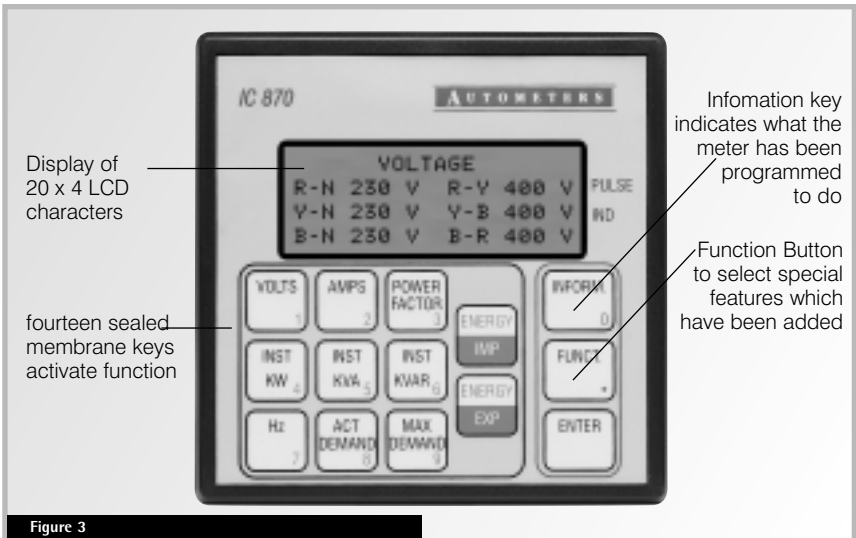 IC 870
AUTOMETERS
Infomation key
indicates what the
meter has been
programmed
to do
Display of
20 x 4 LCD
characters
VOLTAGE
R-N 230 V R-Y 400 V
Y-N 230 V Y-B 400 V
B-N 230 V B-R 400 V
PULSE
IND
Function Button
to select special
features which
have been added
fourteen sealed
membrane keys
activate function
VOLTS 1
AMPS 2
POWER FACTOR 3
ENERGY IMP
INFORM. 0
INST KW 4
INST KVA 5
INST KVAR 6
ENERGY EXP
FUNCT. *
Hz 7
ACT DEMAND 8
MAX DEMAND 9
ENTER
Figure 3